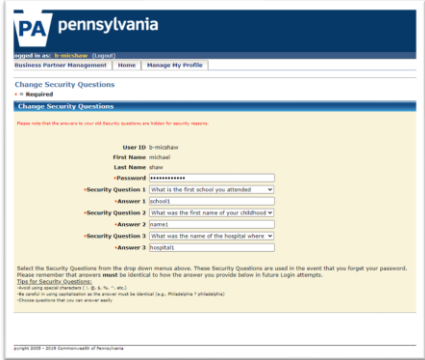 PA pennsylvania
ogged in as: b-micshaw (Logout)
Business Partner Management Home Manage My Profile
Change Security Questions
* = Required
Change Security Questions
Please note that the answers to your old Security questions are hidden for security reasons.
User ID b-micshaw
First Name michael
Last Name shaw
*Password ••••••••••••
*Security Question 1 What is the first school you attended
*Answer 1 school1
*Security Question 2 What was the first name of your childhood
*Answer 2 name1
*Security Question 3 What was the name of the hospital where
*Answer 3 hospital1
Select the Security Questions from the drop down menus above. These Security Questions are used in the event that you forget your password.
Please remember that answers must be identical to how the answer you provide below in future Login attempts.
Tips for Security Questions:
-Avoid using special characters ( !, @, $, %, ^, etc.)
-Be careful in using capitalization as the answer must be identical (e.g., Philadelphia ? philadelphia)
-Choose questions that you can answer easily
pyright 2005 - 2019 Commonwealth of Pennsylvania